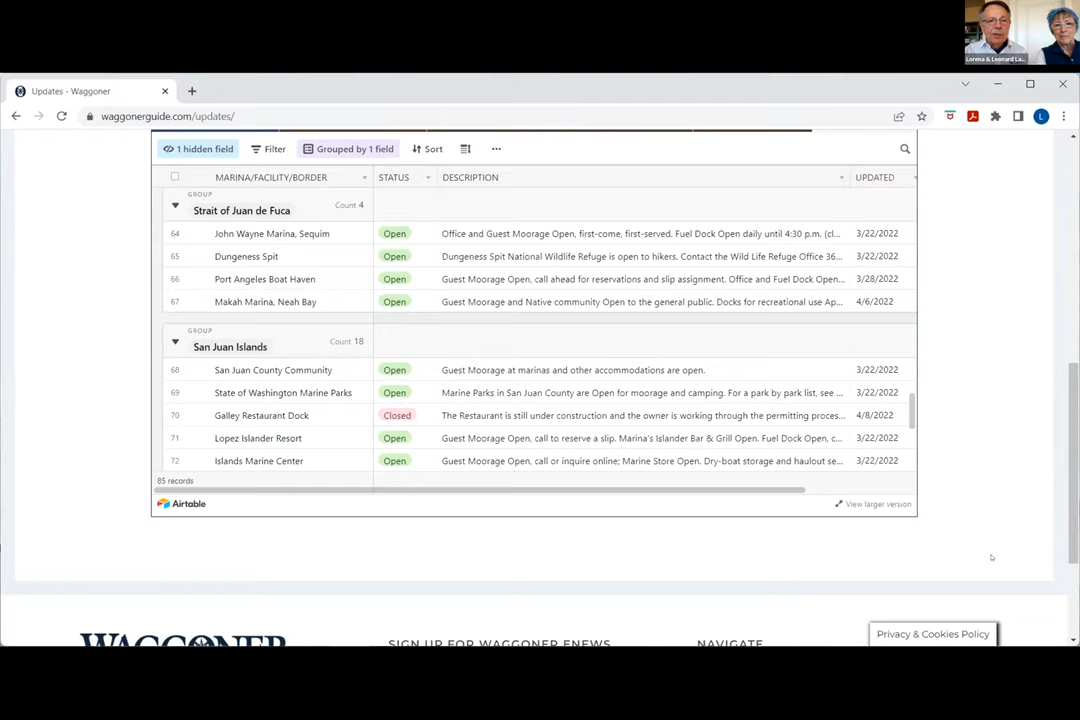 Lorena & Leonard La...
Updates - Waggoner
waggonerguide.com/updates/
L
1 hidden field
Filter
Grouped by 1 field
Sort
MARINA/FACILITY/BORDER STATUS DESCRIPTION UPDATED
GROUP
Strait of Juan de Fuca Count 4
64 John Wayne Marina, Sequim Open Office and Guest Moorage Open, first-come, first-served. Fuel Dock Open daily until 4:30 p.m. (cl... 3/22/2022
65 Dungeness Spit Open Dungeness Spit National Wildlife Refuge is open to hikers. Contact the Wild Life Refuge Office 36... 3/22/2022
66 Port Angeles Boat Haven Open Guest Moorage Open, call ahead for reservations and slip assignment. Office and Fuel Dock Open... 3/28/2022
67 Makah Marina, Neah Bay Open Guest Moorage and Native community Open to the general public. Docks for recreational use Ap... 4/6/2022
GROUP
San Juan Islands Count 18
68 San Juan County Community Open Guest Moorage at marinas and other accommodations are open. 3/22/2022
69 State of Washington Marine Parks Open Marine Parks in San Juan County are Open for moorage and camping. For a park by park list, see ... 3/22/2022
70 Galley Restaurant Dock Closed The Restaurant is still under construction and the owner is working through the permitting proces... 4/8/2022
71 Lopez Islander Resort Open Guest Moorage Open, call to reserve a slip. Marina's Islander Bar & Grill Open. Fuel Dock Open, c... 3/22/2022
72 Islands Marine Center Open Guest Moorage Open, call or inquire online; Marine Store Open. Dry-boat storage and haulout se... 3/22/2022
85 records
Airtable
View larger version
WAGGONER
SIGN UP FOR WAGGONER ENEWS
NAVIGATE
Privacy & Cookies Policy